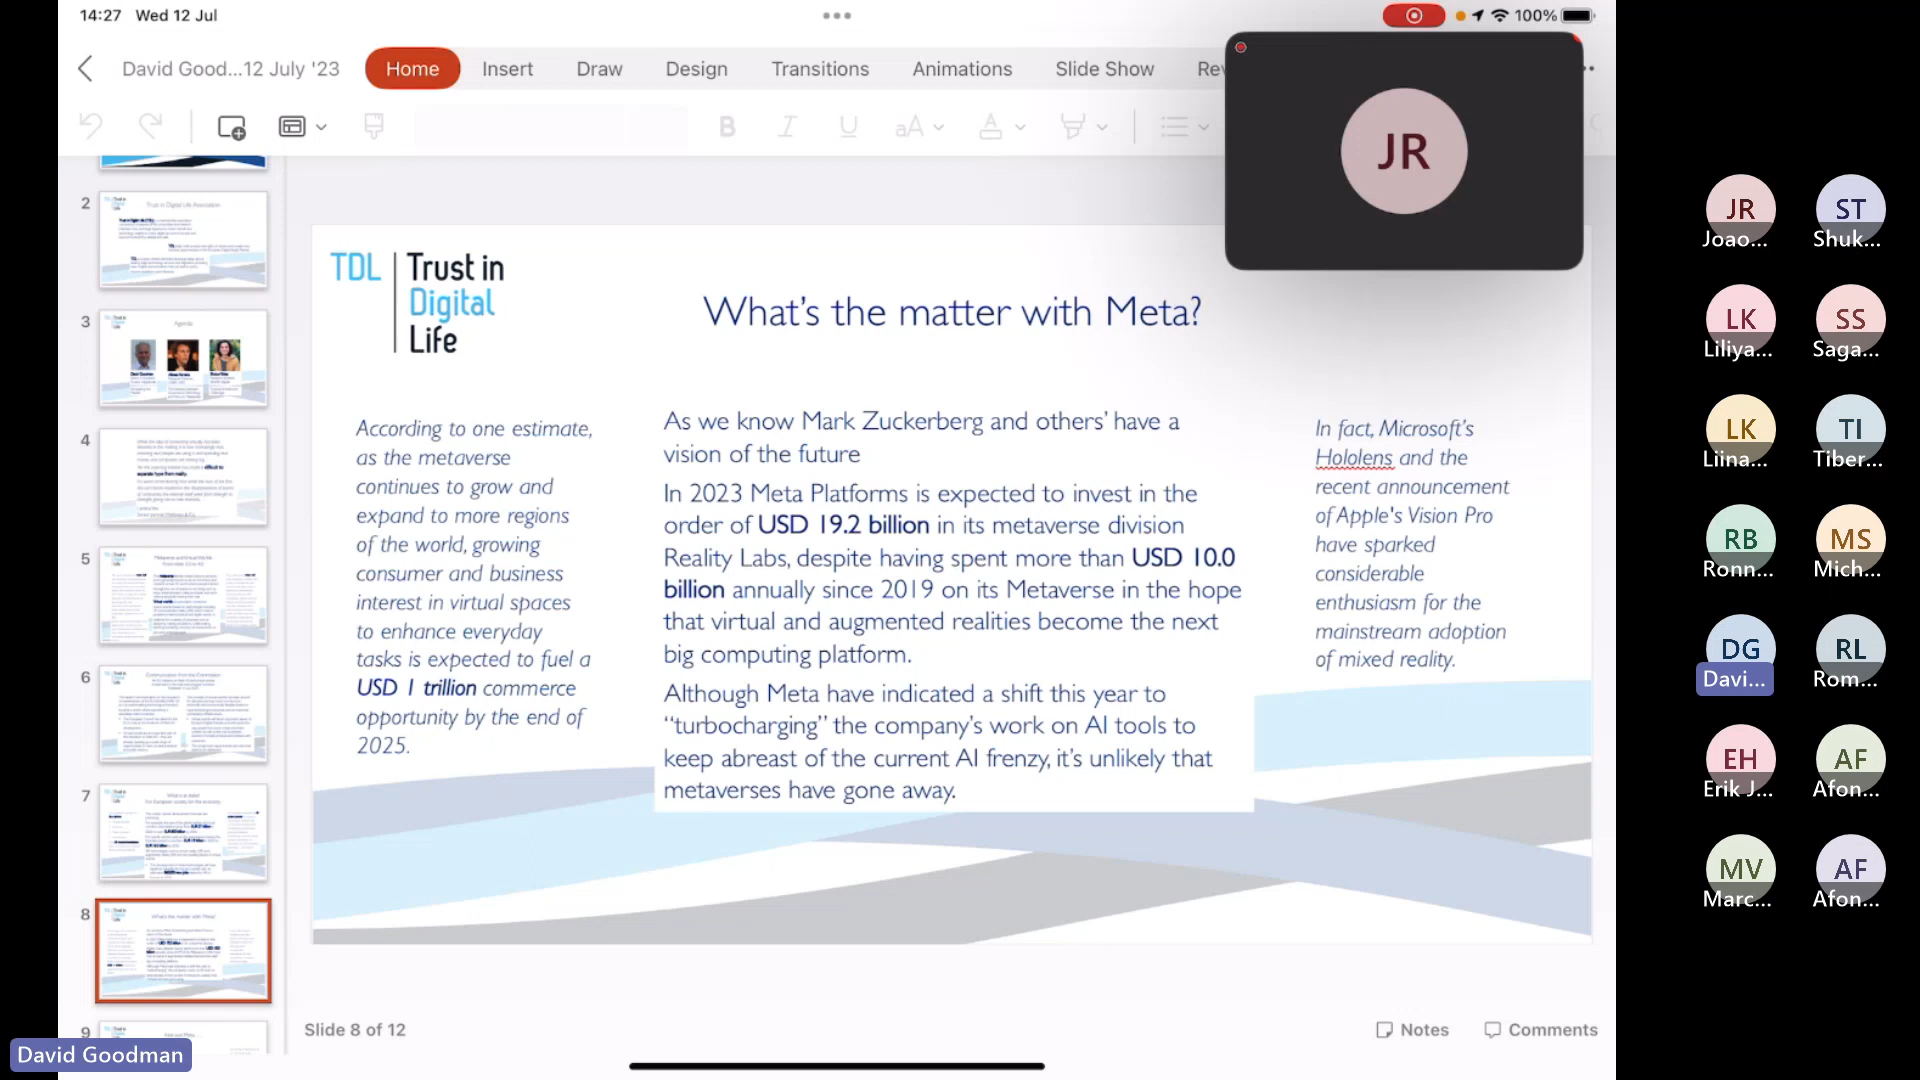 14:27 Wed 12 Jul
100%
David Good...12 July '23
Home
Insert
Draw
Design
Transitions
Animations
Slide Show
Rev
JR
2
3
Agenda
4
5
6
7
8
9
TDL
Trust in
Digital
Life
What's the matter with Meta?
According to one estimate,
as the metaverse
continues to grow and
expand to more regions
of the world, growing
consumer and business
interest in virtual spaces
to enhance everyday
tasks is expected to fuel a
USD 1 trillion commerce
opportunity by the end of
2025.
As we know Mark Zuckerberg and others' have a
vision of the future
In 2023 Meta Platforms is expected to invest in the
order of USD 19.2 billion in its metaverse division
Reality Labs, despite having spent more than USD 10.0
billion annually since 2019 on its Metaverse in the hope
that virtual and augmented realities become the next
big computing platform.
Although Meta have indicated a shift this year to
"turbocharging" the company's work on AI tools to
keep abreast of the current AI frenzy, it's unlikely that
metaverses have gone away.
In fact, Microsoft's
Hololens and the
recent announcement
of Apple's Vision Pro
have sparked
considerable
enthusiasm for the
mainstream adoption
of mixed reality.
Slide 8 of 12
Notes
Comments
David Goodman
JR
Joao...
ST
Shuk...
LK
Liliya...
SS
Saga...
LK
Liina...
TI
Tiber...
RB
Ronn...
MS
Mich...
DG
Davi...
RL
Rom...
EH
Erik J...
AF
Afon...
MV
Marc...
AF
Afon...